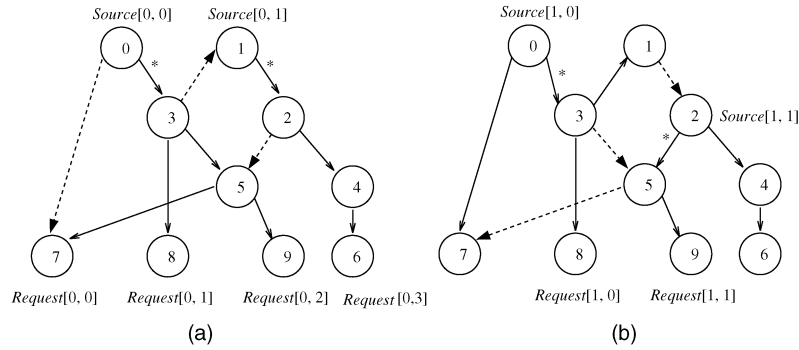 Source[0, 0] Source[0, 1] Source[1, 0]
0 1 0 1
* * *
3 2 3 2 Source[1, 1]
*
5 4 5 4
7 8 9 6 7 8 9 6
Request[0, 0] Request[0, 1] Request[0, 2] Request[0,3] Request[1, 0] Request[1, 1]
(a) (b)